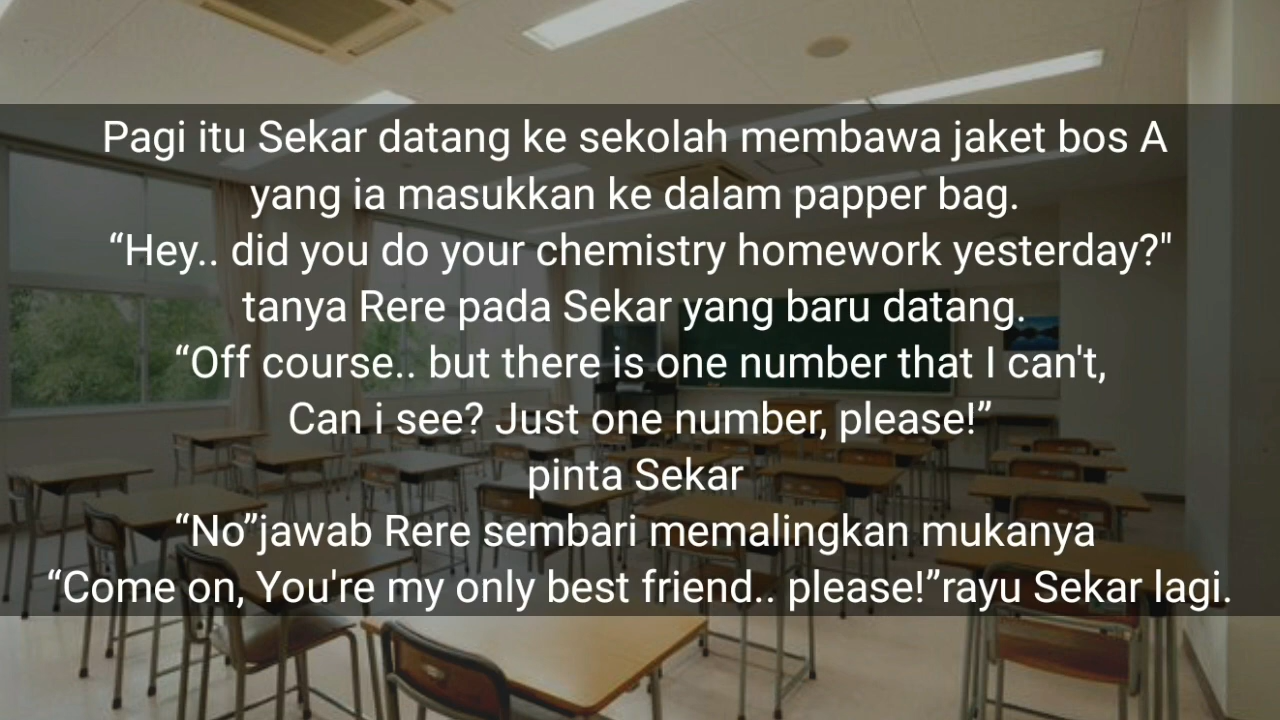 Pagi itu Sekar datang ke sekolah membawa jaket bos A
yang ia masukkan ke dalam papper bag.
“Hey.. did you do your chemistry homework yesterday?"
tanya Rere pada Sekar yang baru datang.
“Off course.. but there is one number that I can't,
Can i see? Just one number, please!”
pinta Sekar
“No”jawab Rere sembari memalingkan mukanya
“Come on, You're my only best friend.. please!”rayu Sekar lagi.